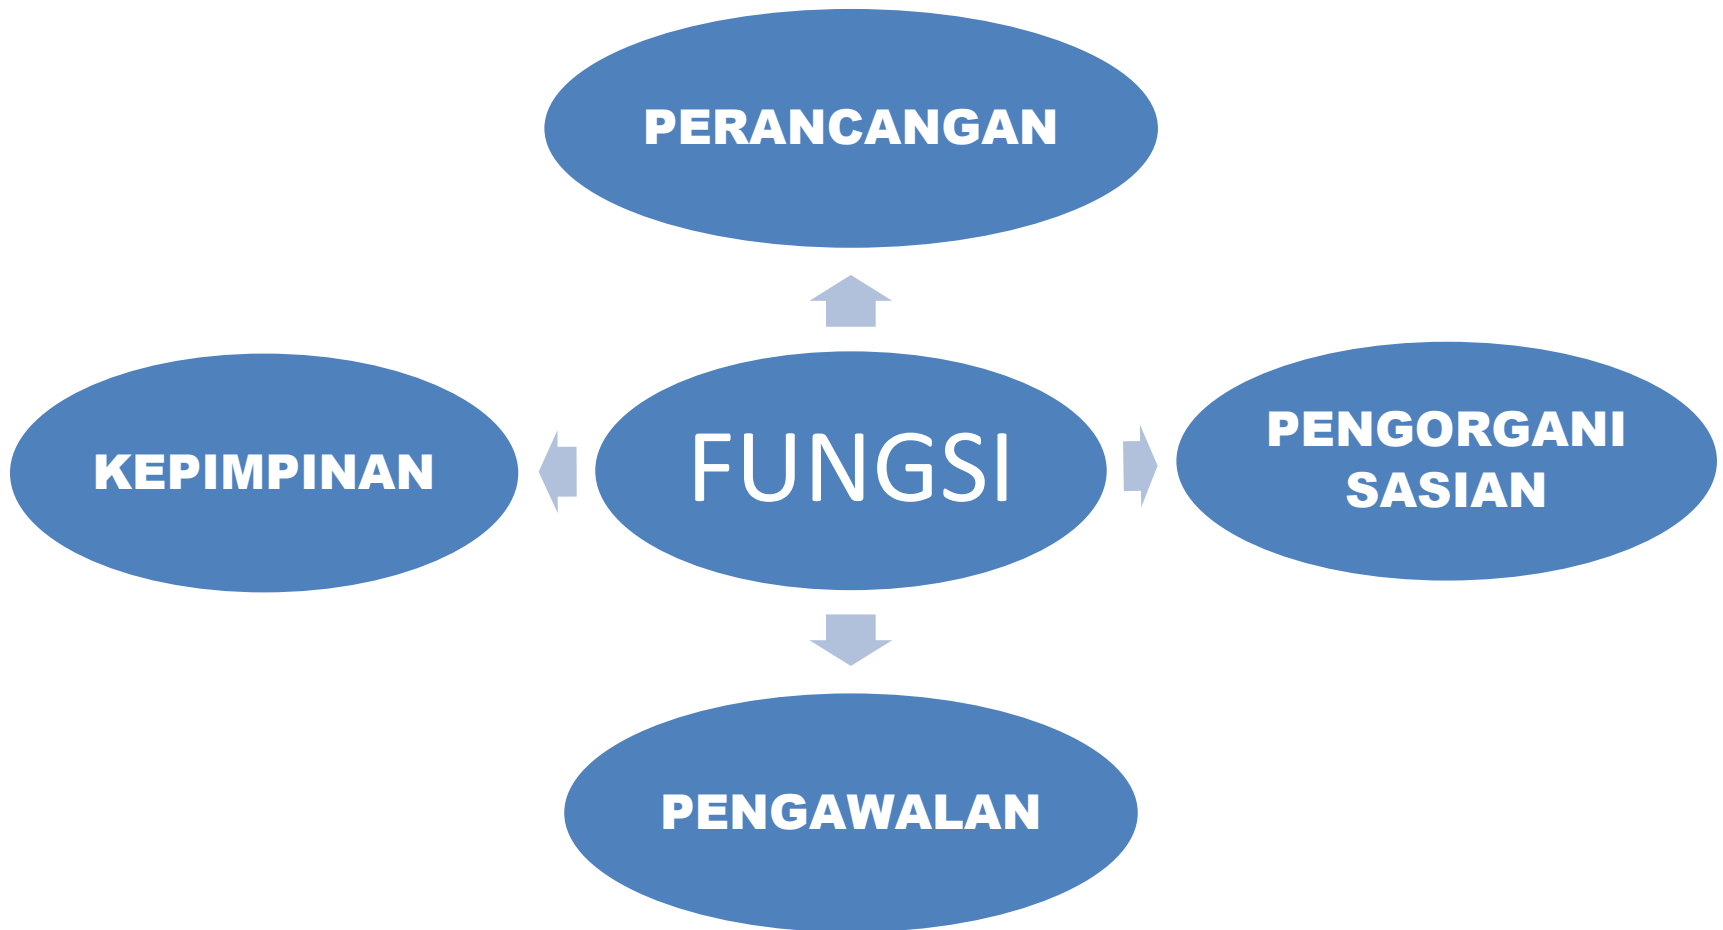 PERANCANGAN
KEPIMPINAN
FUNGSI
PENGORGANI
SASIAN
PENGAWALAN